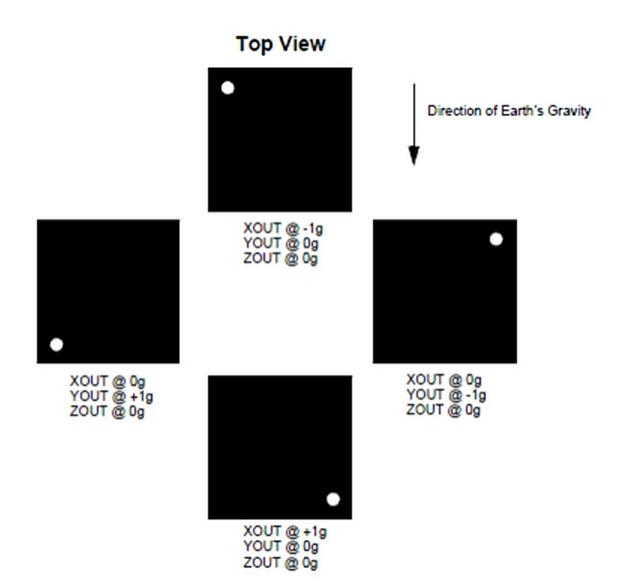 Top View
Direction of Earth's Gravity
XOUT @ -1g
YOUT @ 0g
ZOUT @ 0g
XOUT @ 0g
YOUT @ +1g
ZOUT @ 0g
XOUT @ 0g
YOUT @ -1g
ZOUT @ 0g
XOUT @ +1g
YOUT @ 0g
ZOUT @ 0g